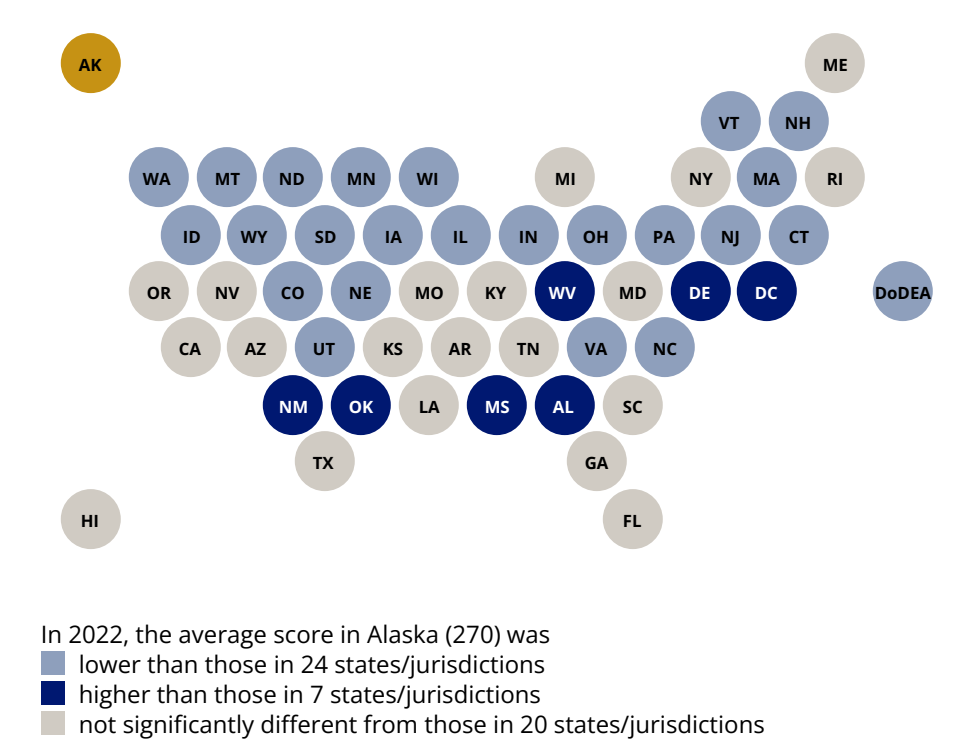 AK ME
VT NH
WA MT ND MN WI MI NY MA RI
ID WY SD IA IL IN OH PA NJ CT
OR NV CO NE MO KY WV MD DE DC DoDEA
CA AZ UT KS AR TN VA NC
NM OK LA MS AL SC
TX GA
HI FL
In 2022, the average score in Alaska (270) was
lower than those in 24 states/jurisdictions
higher than those in 7 states/jurisdictions
not significantly different from those in 20 states/jurisdictions